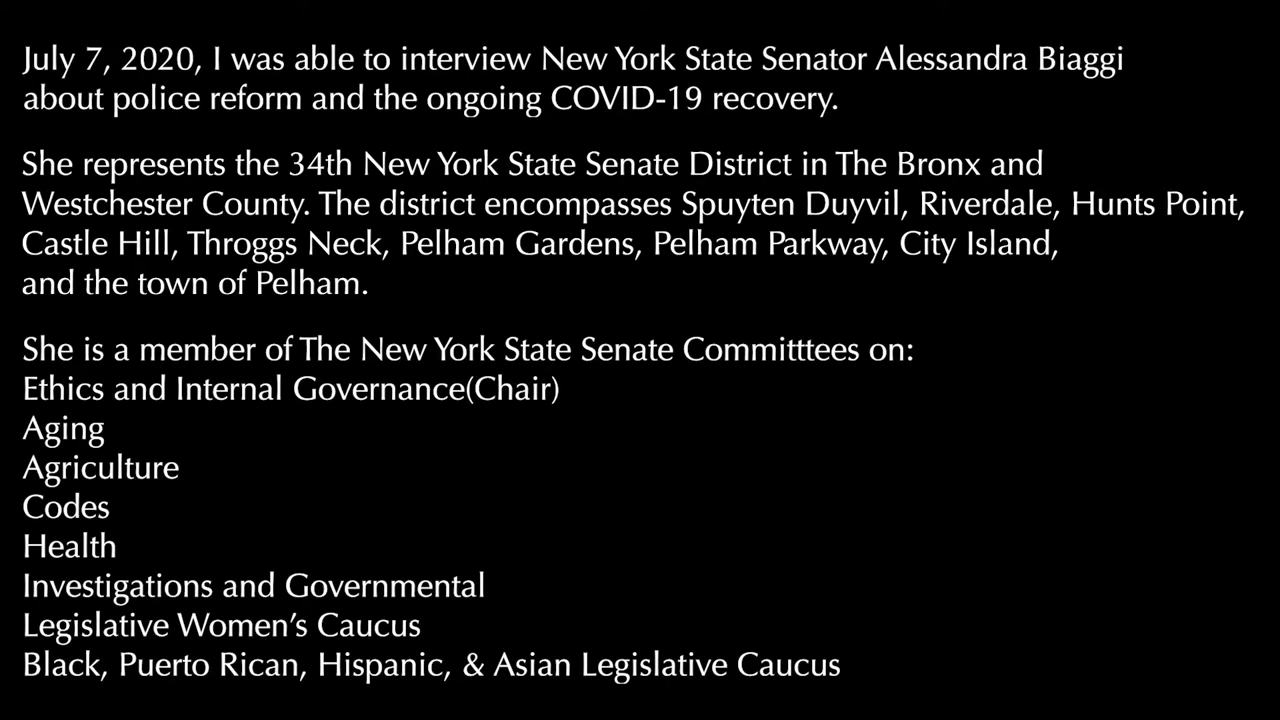 July 7, 2020, I was able to interview New York State Senator Alessandra Biaggi
about police reform and the ongoing COVID-19 recovery.
She represents the 34th New York State Senate District in The Bronx and
Westchester County. The district encompasses Spuyten Duyvil, Riverdale, Hunts Point,
Castle Hill, Throggs Neck, Pelham Gardens, Pelham Parkway, City Island,
and the town of Pelham.
She is a member of The New York State Senate Committtees on:
Ethics and Internal Governance(Chair)
Aging
Agriculture
Codes
Health
Investigations and Governmental
Legislative Women’s Caucus
Black, Puerto Rican, Hispanic, & Asian Legislative Caucus